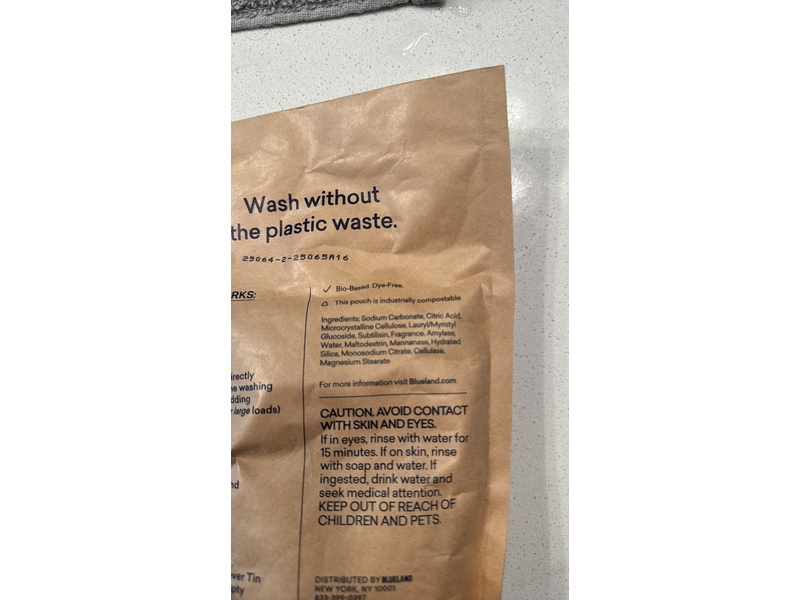 Wash without
the plastic waste.
25064-2-25065A16
RKS:
irectly
he washing
dding
r large loads)
nd
ver Tin
pty
Bio-Based. Dye-Free.
This pouch is industrially compostable
Ingredients: Sodium Carbonate, Citric Acid,
Microcrystalline Cellulose, Lauryl/Myristyl
Glucoside, Subtilisin, Fragrance, Amylase,
Water, Maltodextrin, Mannanase, Hydrated
Silica, Monosodium Citrate, Cellulase,
Magnesium Stearate
For more information visit Blueland.com
CAUTION. AVOID CONTACT
WITH SKIN AND EYES.
If in eyes, rinse with water for
15 minutes. If on skin, rinse
with soap and water. If
ingested, drink water and
seek medical attention.
KEEP OUT OF REACH OF
CHILDREN AND PETS.
DISTRIBUTED BY BLUELAND
NEW YORK, NY 10001
833-299-0397